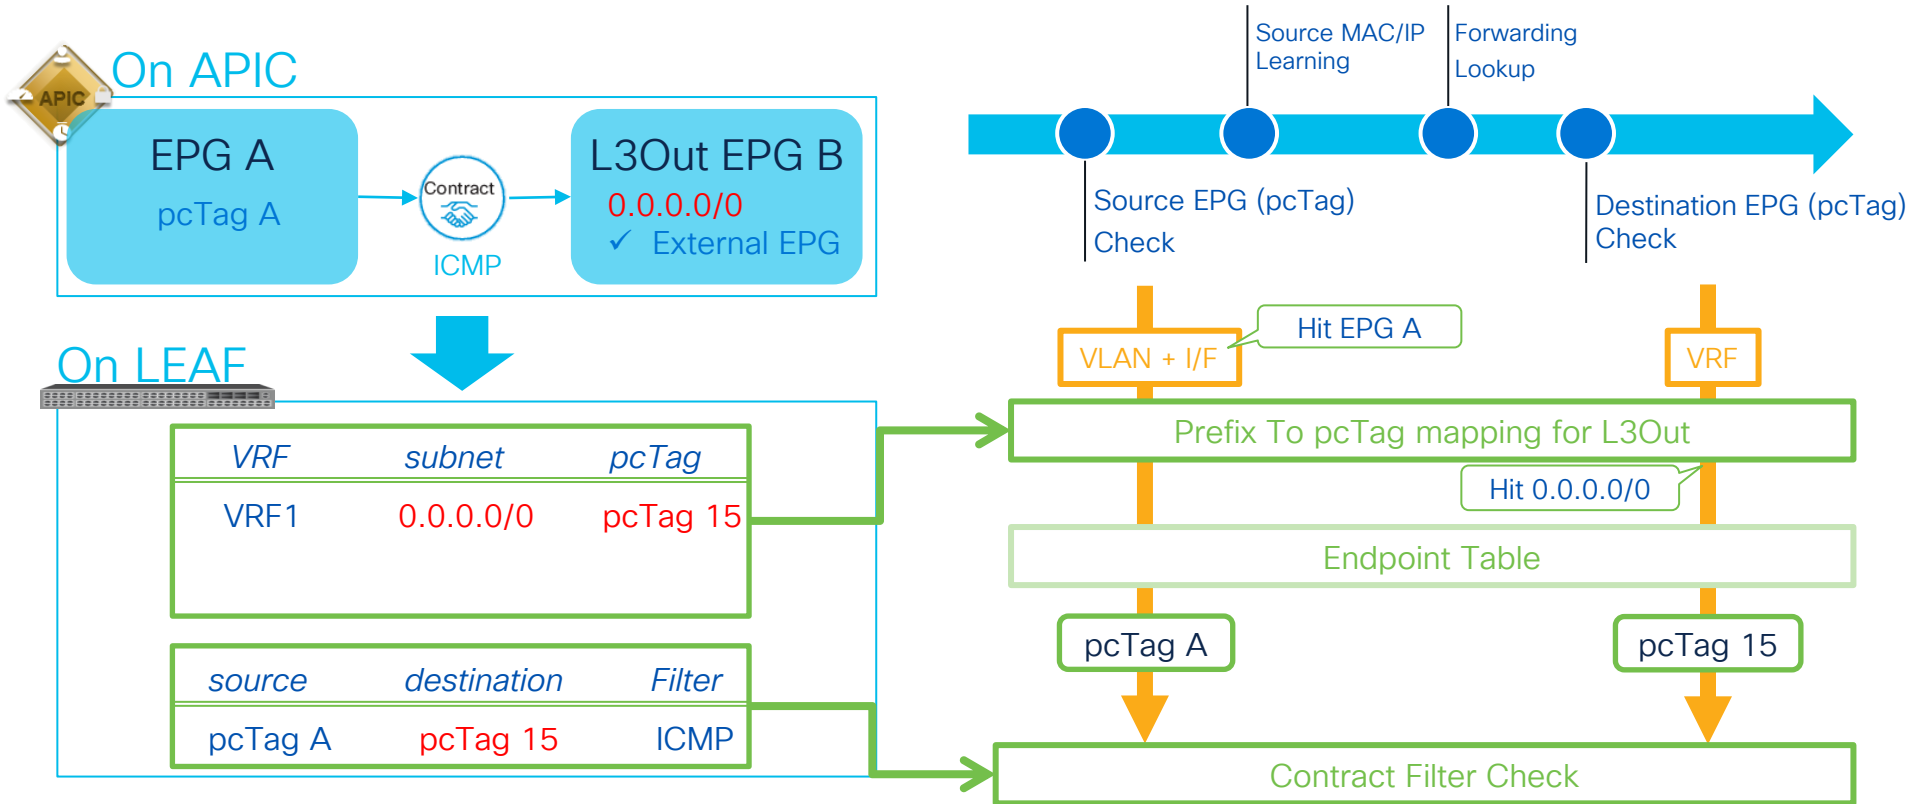 On APIC
APIC
EPG A
pcTag A
Contract
ICMP
L3Out EPG B
0.0.0.0/0
✓ External EPG
On LEAF
VRF subnet pcTag
VRF1 0.0.0.0/0 pcTag 15
source destination Filter
pcTag A pcTag 15 ICMP
Source MAC/IP
Learning
Forwarding
Lookup
Source EPG (pcTag)
Check
Destination EPG (pcTag)
Check
Hit EPG A
VLAN + I/F
VRF
Prefix To pcTag mapping for L3Out
Hit 0.0.0.0/0
Endpoint Table
pcTag A
pcTag 15
Contract Filter Check